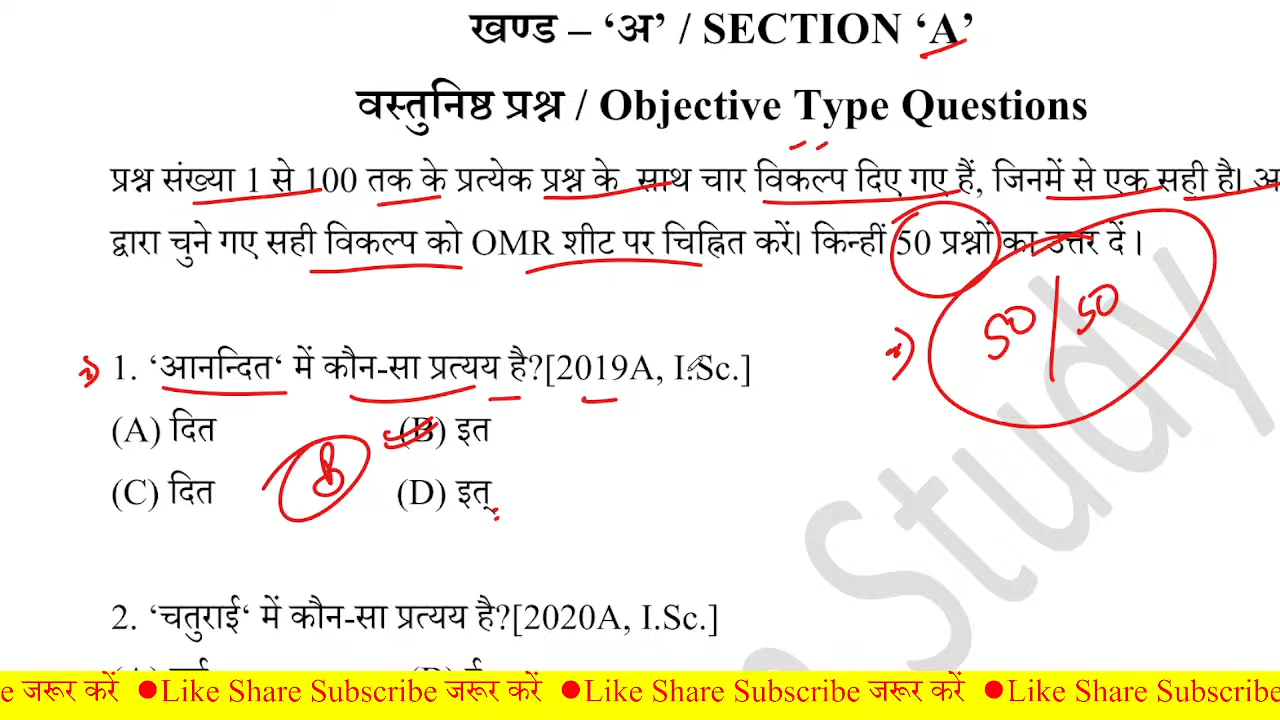 खण्ड – ‘अ’ / SECTION ‘A’
वस्तुनिष्ठ प्रश्न / Objective Type Questions
प्रश्न संख्या 1 से 100 तक के प्रत्येक प्रश्न के साथ चार विकल्प दिए गए हैं, जिनमें से एक सही है।
द्वारा चुने गए सही विकल्प को OMR शीट पर चिह्नित करें। किन्हीं 50 प्रश्नों का उत्तर दें ।
50/50
1. ‘आनन्दित‘ में कौन-सा प्रत्यय है?[2019A, I.Sc.]
(A) दित (B) इत
B
(C) दित (D) इत्
Study
2. ‘चतुराई‘ में कौन-सा प्रत्यय है?[2020A, I.Sc.]
जरूर करें ●Like Share Subscribe जरूर करें ●Like Share Subscribe जरूर करें ●Like Share Subscribe